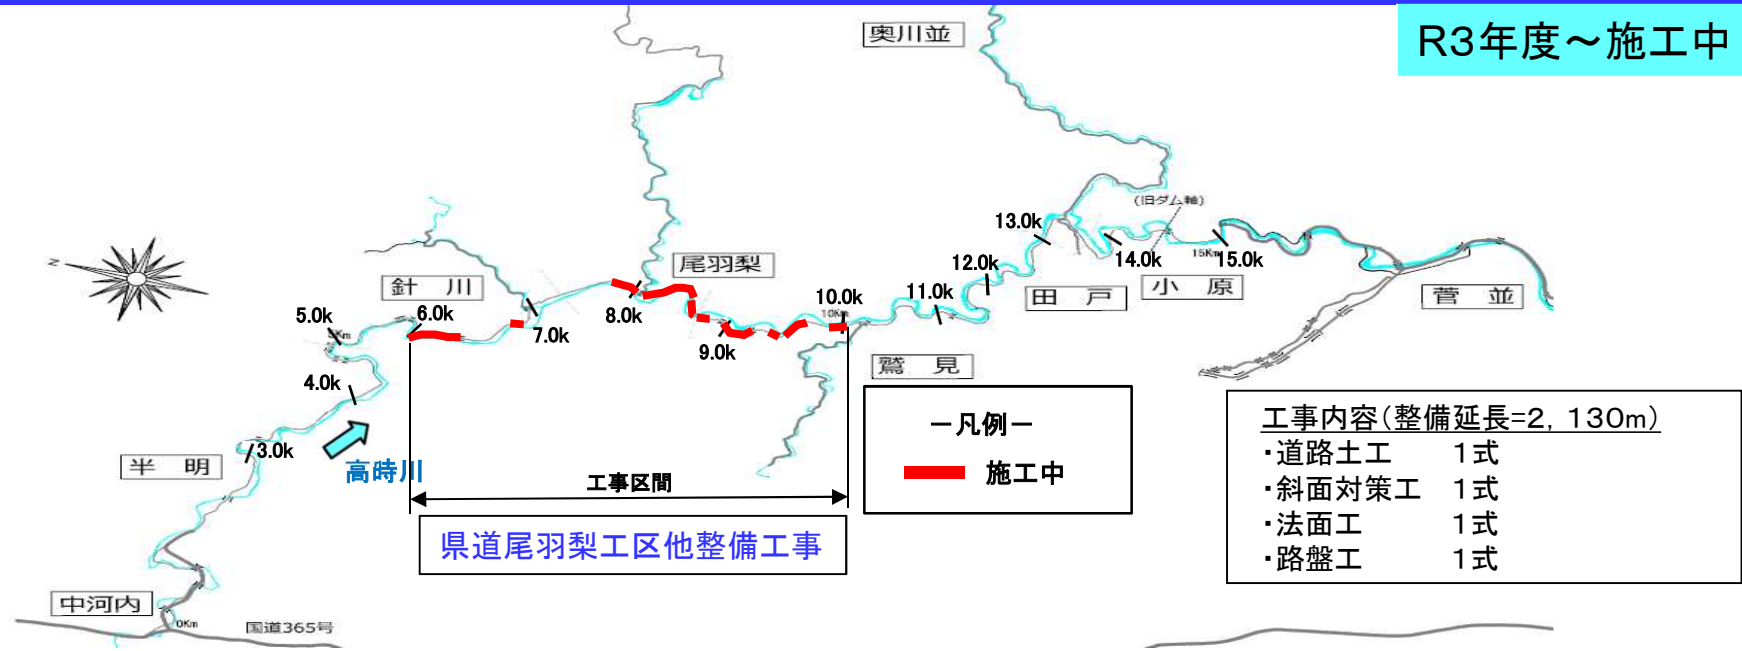 R3年度～施工中
奥川並
(旧ダム軸)
13.0k
14.0k
15Km
15.0k
尾羽梨
12.0k
田戸
小原
菅並
N
針川
5.0k
6.0k
7.0k
8.0k
9.0k
10.0k
10Km
11.0k
5Km
4.0k
鷲見
3.0k
半明
高時川
工事区間
県道尾羽梨工区他整備工事
－凡例－
施工中
工事内容(整備延長=2，130m)
・道路土工 1式
・斜面対策工 1式
・法面工 1式
・路盤工 1式
中河内
0Km
国道365号